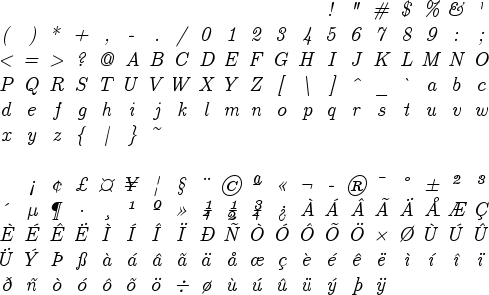 ! " # $ % & '
( ) * + , - . / 0 1 2 3 4 5 6 7 8 9 : ;
< = > ? @ A B C D E F G H I J K L M N O
P Q R S T U V W X Y Z [ \ ] ^ _ ` a b c
d e f g h i j k l m n o p q r s t u v w
x y z { | } ~
¡ ¢ £ ¤ ¥ ¦ § ¨ © ª « ¬ - ® ¯ ° ± ² ³
´ µ ¶ · ¸ ¹ º » ¼ ½ ¾ ¿ À Á Â Ã Ä Å Æ Ç
È É Ê Ë Ì Í Î Ï Ð Ñ Ò Ó Ô Õ Ö × Ø Ù Ú Û
Ü Ý Þ ß à á â ã ä å æ ç è é ê ë ì í î ï
ð ñ ò ó ô õ ö ÷ ø ù ú û ü ý þ ÿ